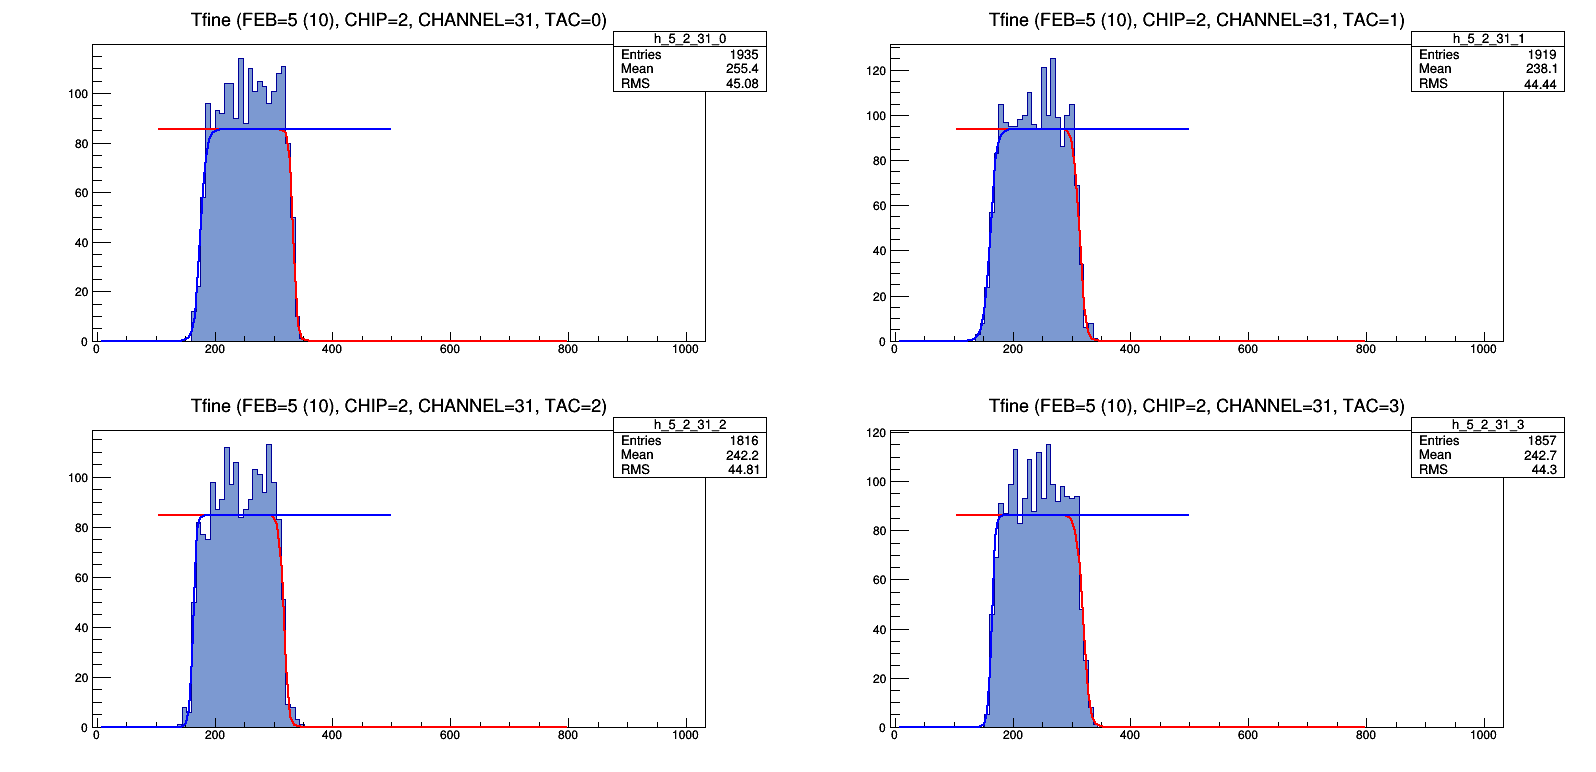 Tfine (FEB=5 (10), CHIP=2, CHANNEL=31, TAC=0)
h_5_2_31_0
Entries 1935
Mean 255.4
RMS 45.08
100
80
60
40
20
0
0 200 400 600 800 1000
Tfine (FEB=5 (10), CHIP=2, CHANNEL=31, TAC=1)
h_5_2_31_1
Entries 1919
Mean 238.1
RMS 44.44
120
100
80
60
40
20
0
0 200 400 600 800 1000
Tfine (FEB=5 (10), CHIP=2, CHANNEL=31, TAC=2)
h_5_2_31_2
Entries 1816
Mean 242.2
RMS 44.81
100
80
60
40
20
0
0 200 400 600 800 1000
Tfine (FEB=5 (10), CHIP=2, CHANNEL=31, TAC=3)
h_5_2_31_3
Entries 1857
Mean 242.7
RMS 44.3
120
100
80
60
40
20
0
0 200 400 600 800 1000